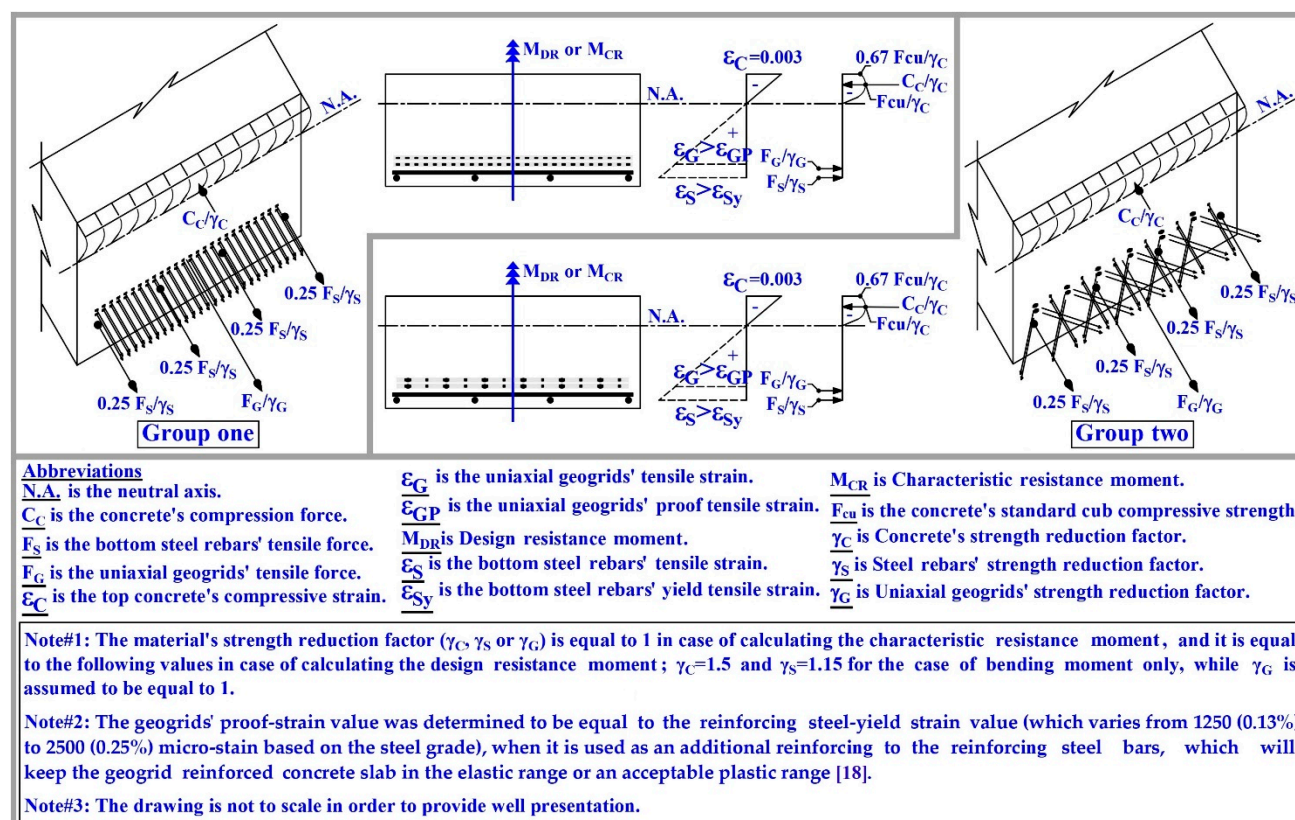 N.A.
C_C/γ_C
0.25 F_S/γ_S
0.25 F_S/γ_S
0.25 F_S/γ_S
0.25 F_S/γ_S
F_G/γ_G
Group one
M_DR or M_CR
N.A.
ε_C=0.003
-
+
ε_G>ε_GP
ε_S>ε_Sy
0.67 Fcu/γ_C
C_C/γ_C
-
Fcu/γ_C
F_G/γ_G
F_S/γ_S
M_DR or M_CR
N.A.
ε_C=0.003
-
+
ε_G>ε_GP
ε_S>ε_Sy
0.67 Fcu/γ_C
C_C/γ_C
-
Fcu/γ_C
F_G/γ_G
F_S/γ_S
N.A.
C_C/γ_C
0.25 F_S/γ_S
0.25 F_S/γ_S
0.25 F_S/γ_S
0.25 F_S/γ_S
F_G/γ_G
Group two
Abbreviations
N.A. is the neutral axis.
C_C is the concrete's compression force.
F_S is the bottom steel rebars' tensile force.
F_G is the uniaxial geogrids' tensile force.
ε_C is the top concrete's compressive strain.
ε_G is the uniaxial geogrids' tensile strain.
ε_GP is the uniaxial geogrids' proof tensile strain.
M_DR is Design resistance moment.
ε_S is the bottom steel rebars' tensile strain.
ε_Sy is the bottom steel rebars' yield tensile strain.
M_CR is Characteristic resistance moment.
F_cu is the concrete's standard cub compressive strength
γ_C is Concrete's strength reduction factor.
γ_S is Steel rebars' strength reduction factor.
γ_G is Uniaxial geogrids' strength reduction factor.
Note#1: The material's strength reduction factor (γ_C, γ_S or γ_G) is equal to 1 in case of calculating the characteristic resistance moment, and it is equal
to the following values in case of calculating the design resistance moment; γ_C=1.5 and γ_S=1.15 for the case of bending moment only, while γ_G is
assumed to be equal to 1.
Note#2: The geogrids' proof-strain value was determined to be equal to the reinforcing steel-yield strain value (which varies from 1250 (0.13%)
to 2500 (0.25%) micro-stain based on the steel grade), when it is used as an additional reinforcing to the reinforcing steel bars, which will
keep the geogrid reinforced concrete slab in the elastic range or an acceptable plastic range [18].
Note#3: The drawing is not to scale in order to provide well presentation.